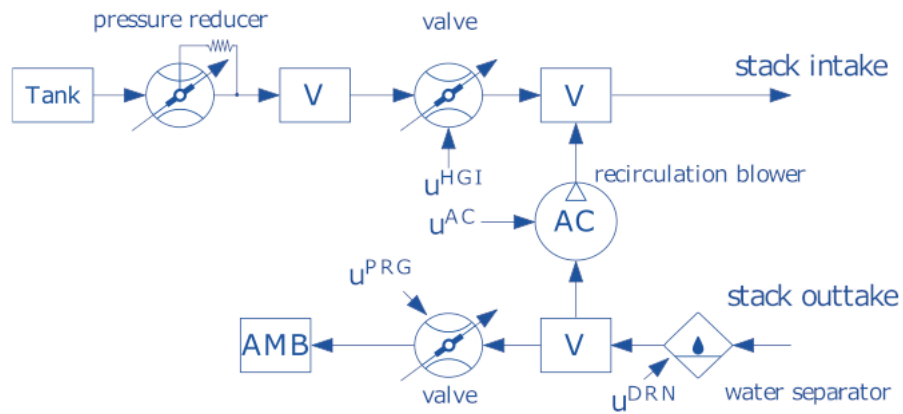 pressure reducer
valve
Tank
V
V
stack intake
u^HGI
recirculation blower
u^AC
AC
u^PRG
stack outtake
AMB
V
valve
u^DRN
water separator